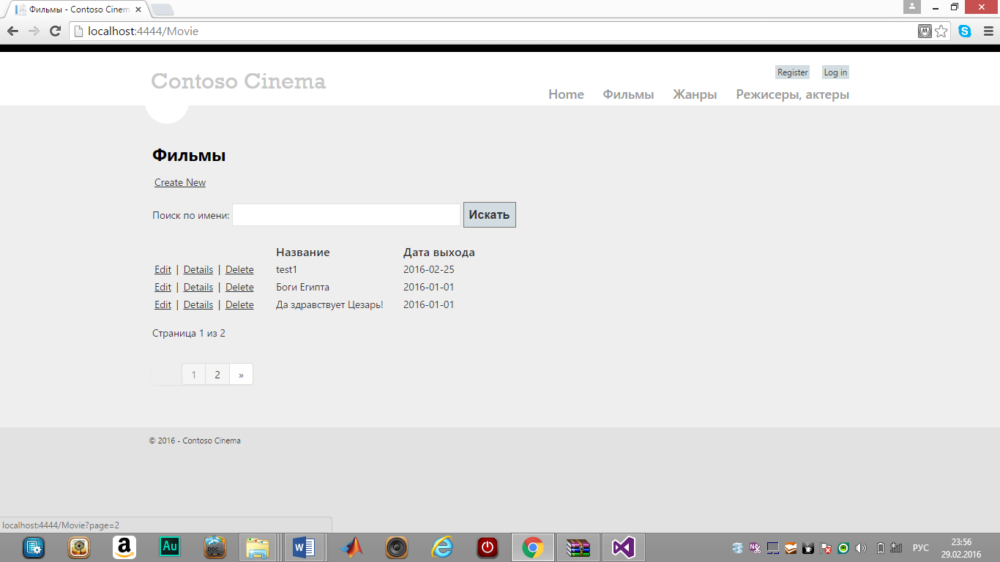 Фильмы - Contoso Cinem
localhost:4444/Movie
Contoso Cinema
Register Log in
Home Фильмы Жанры Режисеры, актеры
Фильмы
Create New
Поиск по имени: Искать
Название Дата выхода
Edit | Details | Delete test1 2016-02-25
Edit | Details | Delete Боги Египта 2016-01-01
Edit | Details | Delete Да здравствует Цезарь! 2016-01-01
Страница 1 из 2
1 2 »
© 2016 - Contoso Cinema
localhost:4444/Movie?page=2
a Au DOC W
РУС
23:56
29.02.2016